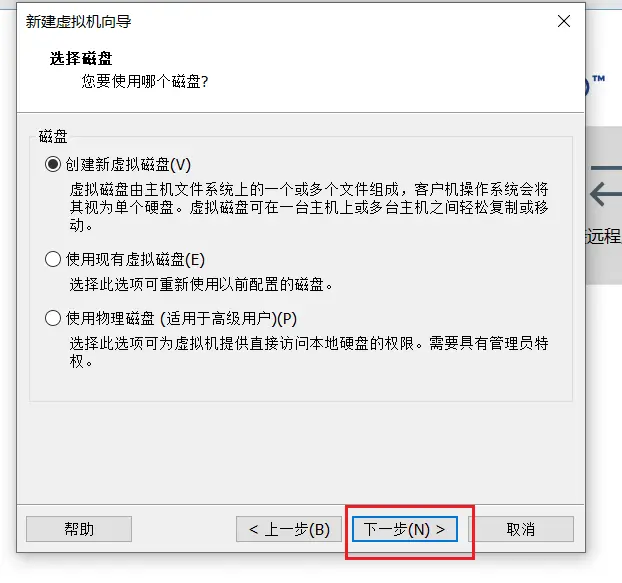 新建虚拟机向导
选择磁盘
您要使用哪个磁盘?
™
磁盘
创建新虚拟磁盘(V)
虚拟磁盘由主机文件系统上的一个或多个文件组成，客户机操作系统会将
其视为单个硬盘。虚拟磁盘可在一台主机上或多台主机之间轻松复制或移
动。
远程
使用现有虚拟磁盘(E)
选择此选项可重新使用以前配置的磁盘。
使用物理磁盘 (适用于高级用户)(P)
选择此选项可为虚拟机提供直接访问本地硬盘的权限。需要具有管理员特
权。
帮助
< 上一步(B)
下一步(N) >
取消